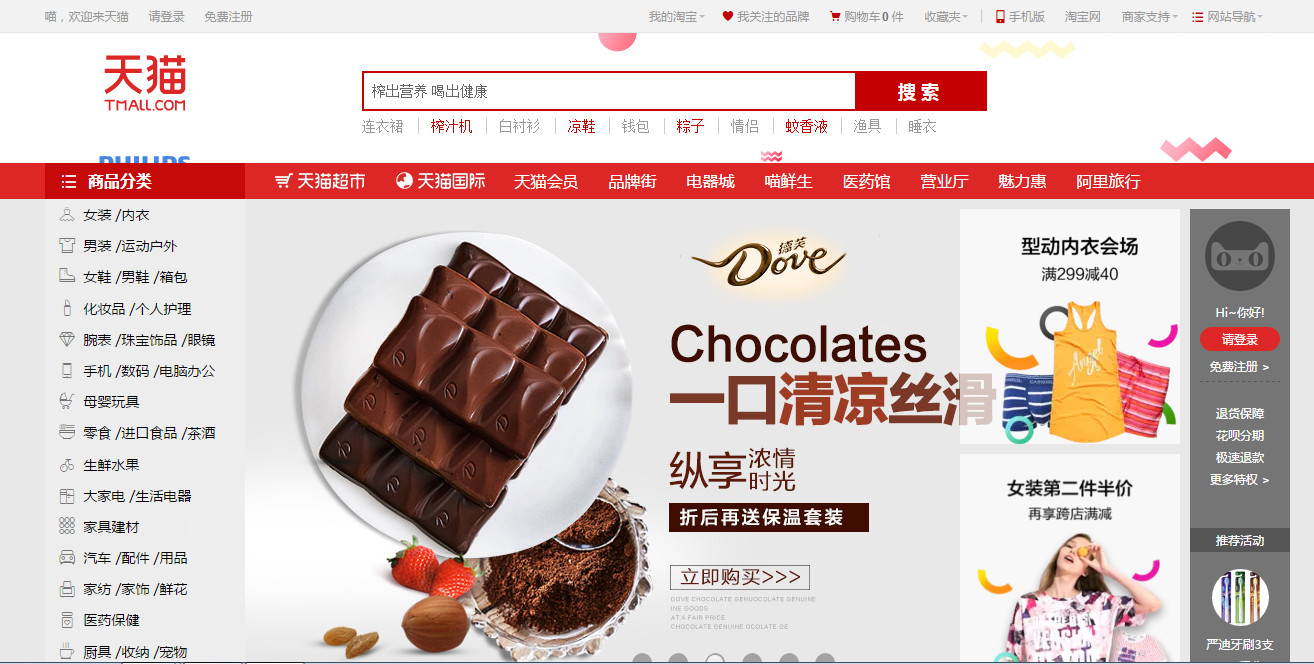 喵，欢迎来天猫 请登录 免费注册 我的淘宝 我关注的品牌 购物车0件 收藏夹 手机版 淘宝网 商家支持 网站导航
天猫
TMALL.COM
榨出营养 喝出健康 搜索
连衣裙 榨汁机 白衬衫 凉鞋 钱包 粽子 情侣 蚊香液 渔具 睡衣
PHILIPS
商品分类 天猫超市 天猫国际 天猫会员 品牌街 电器城 喵鲜生 医药馆 营业厅 魅力惠 阿里旅行
女装 /内衣
男装 /运动户外
女鞋 /男鞋 /箱包
化妆品 /个人护理
腕表 /珠宝饰品 /眼镜
手机 /数码 /电脑办公
母婴玩具
零食 /进口食品 /茶酒
生鲜水果
大家电 /生活电器
家具建材
汽车 /配件 /用品
家纺 /家饰 /鲜花
医药保健
厨具 /收纳 /宠物
德芙
Dove
Chocolates
一口清凉丝滑
纵享浓情时光
折后再送保温套装
立即购买>>>
DOVE CHOCOLATE GENUOCOLATE GENUINE
INE GOODS
AT A FAIR PRICE
CHOCOLATE GENUINE OCOLATE GE
型动内衣会场
满299减40
Angel
女装第二件半价
再享跨店满减
Hi~你好!
请登录
免费注册 >
退货保障
花呗分期
极速退款
更多特权 >
推荐活动
严迪牙刷3支